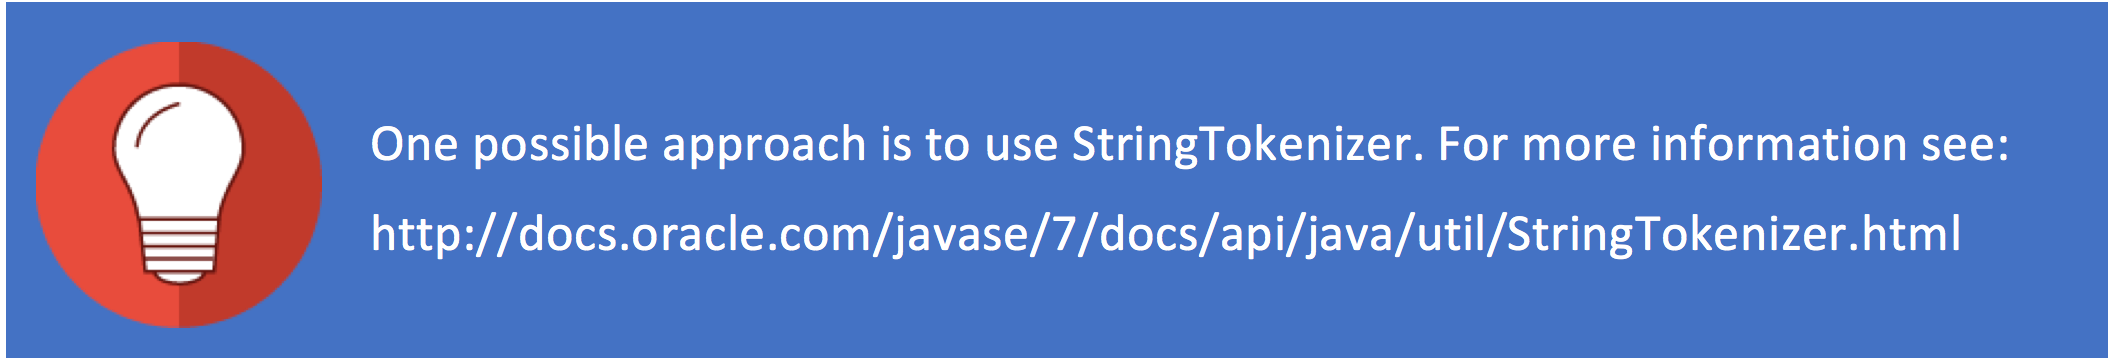 One possible approach is to use StringTokenizer. For more information see:
http://docs.oracle.com/javase/7/docs/api/java/util/StringTokenizer.html